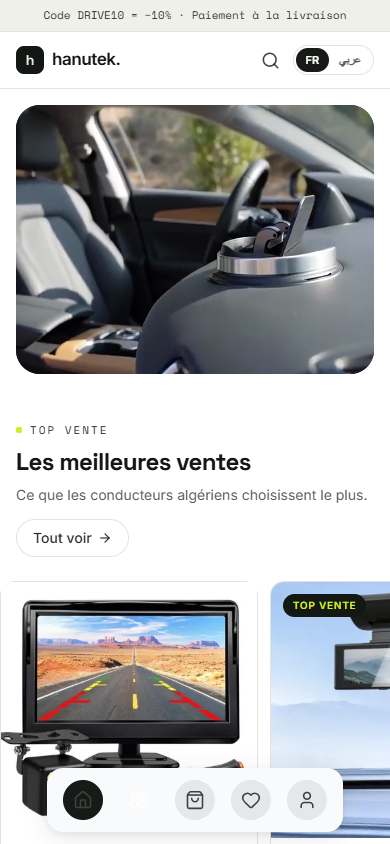 Code DRIVE10 = −10% · Paiement à la livraison
h hanutek. FR عربي
TOP VENTE
Les meilleures ventes
Ce que les conducteurs algériens choisissent le plus.
Tout voir →
TOP VENTE